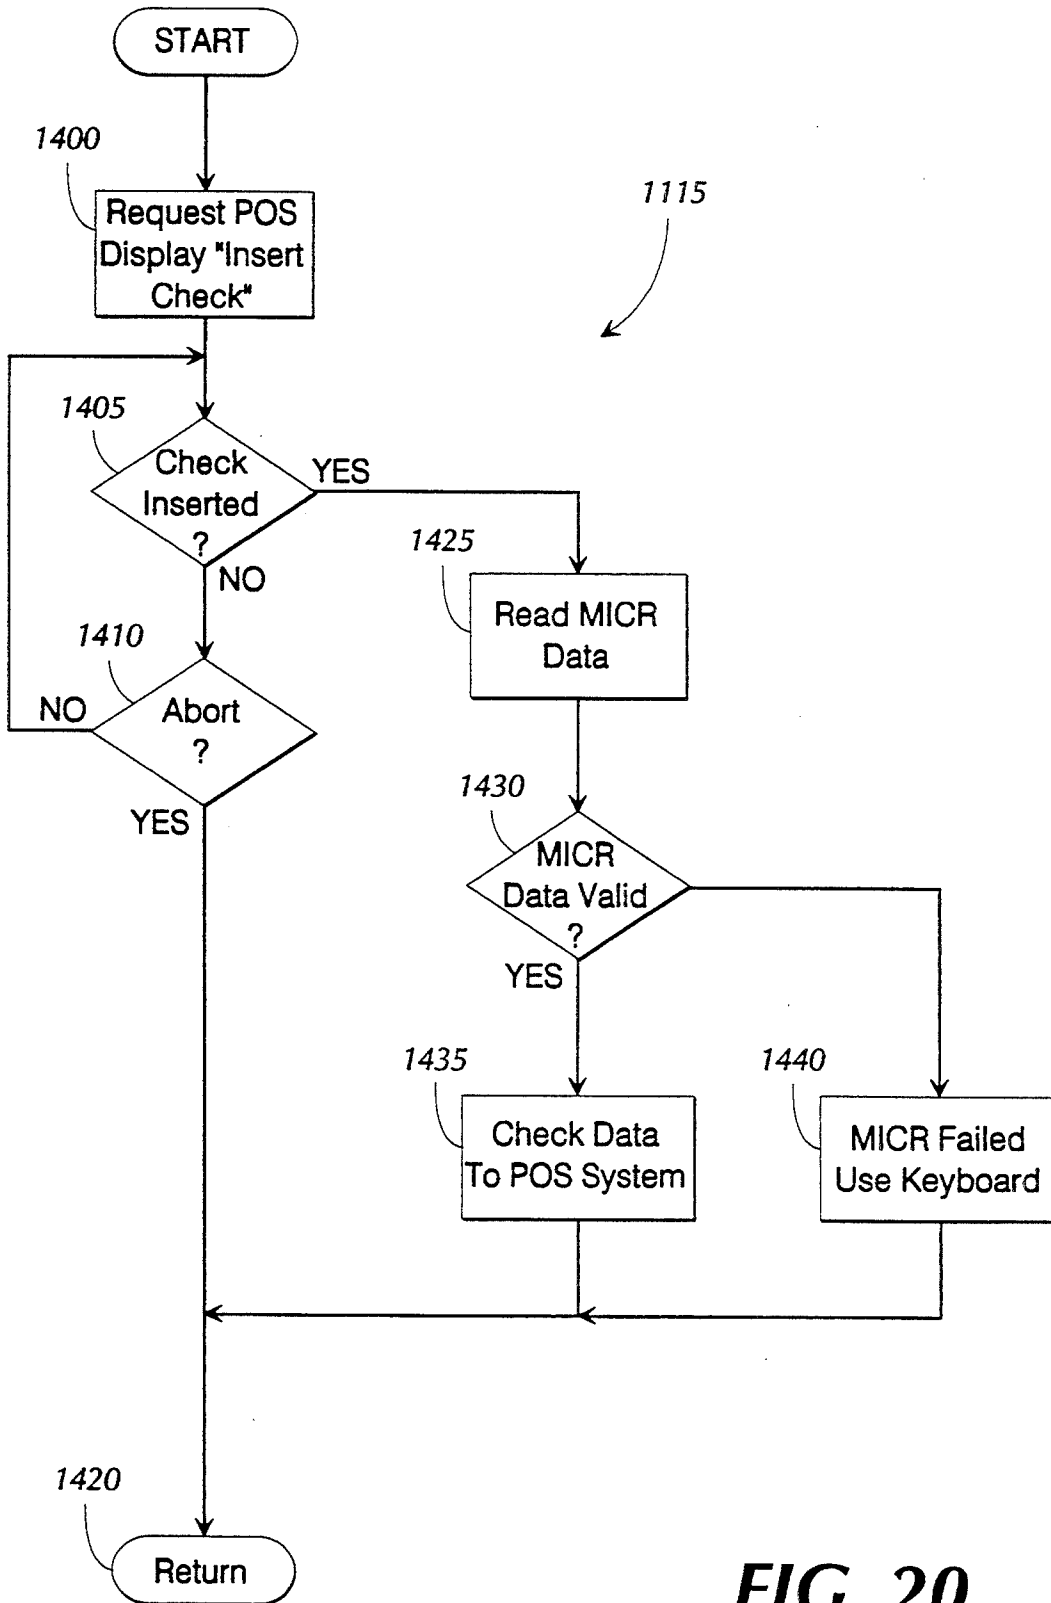 START
1400
Request POS
Display "Insert
Check"
1115
1405
Check
Inserted
?
YES
NO
1425
Read MICR
Data
1410
Abort
?
NO
YES
1430
MICR
Data Valid
?
YES
1435
Check Data
To POS System
1440
MICR Failed
Use Keyboard
1420
Return
FIG. 20